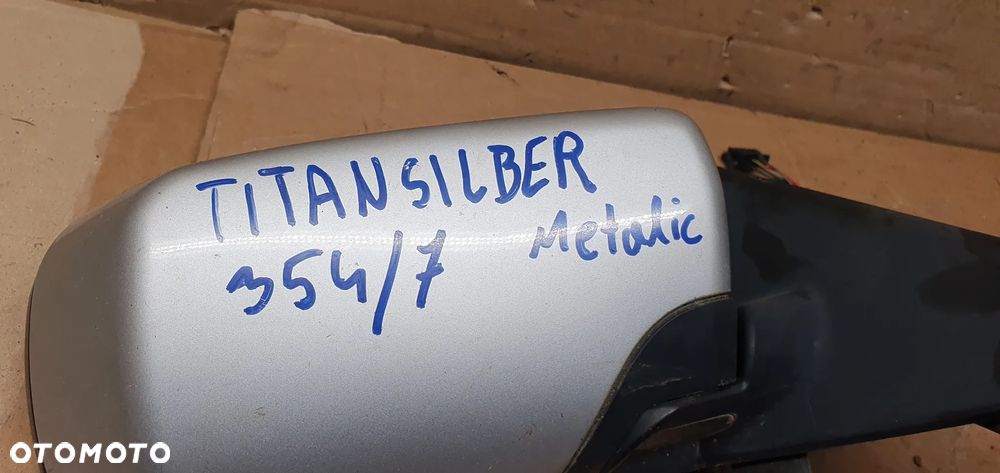 TITANSILBER
354/7 Metalic
OTOMOTO